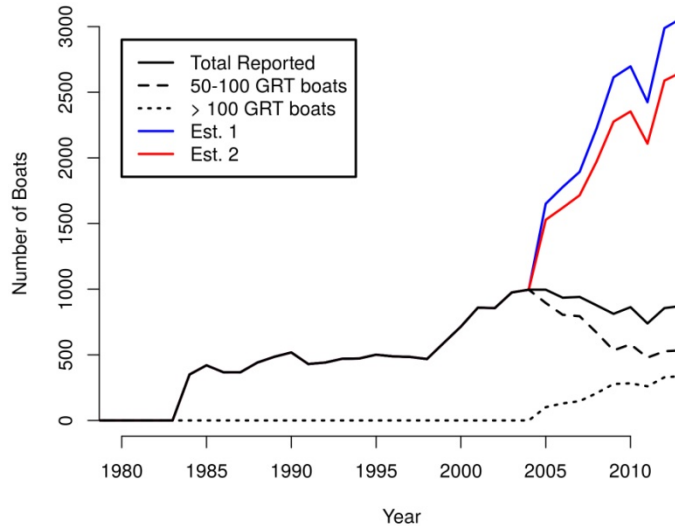 3000
2500
2000
1500
1000
500
0
Number of Boats
Total Reported
50-100 GRT boats
> 100 GRT boats
Est. 1
Est. 2
1980 1985 1990 1995 2000 2005 2010
Year